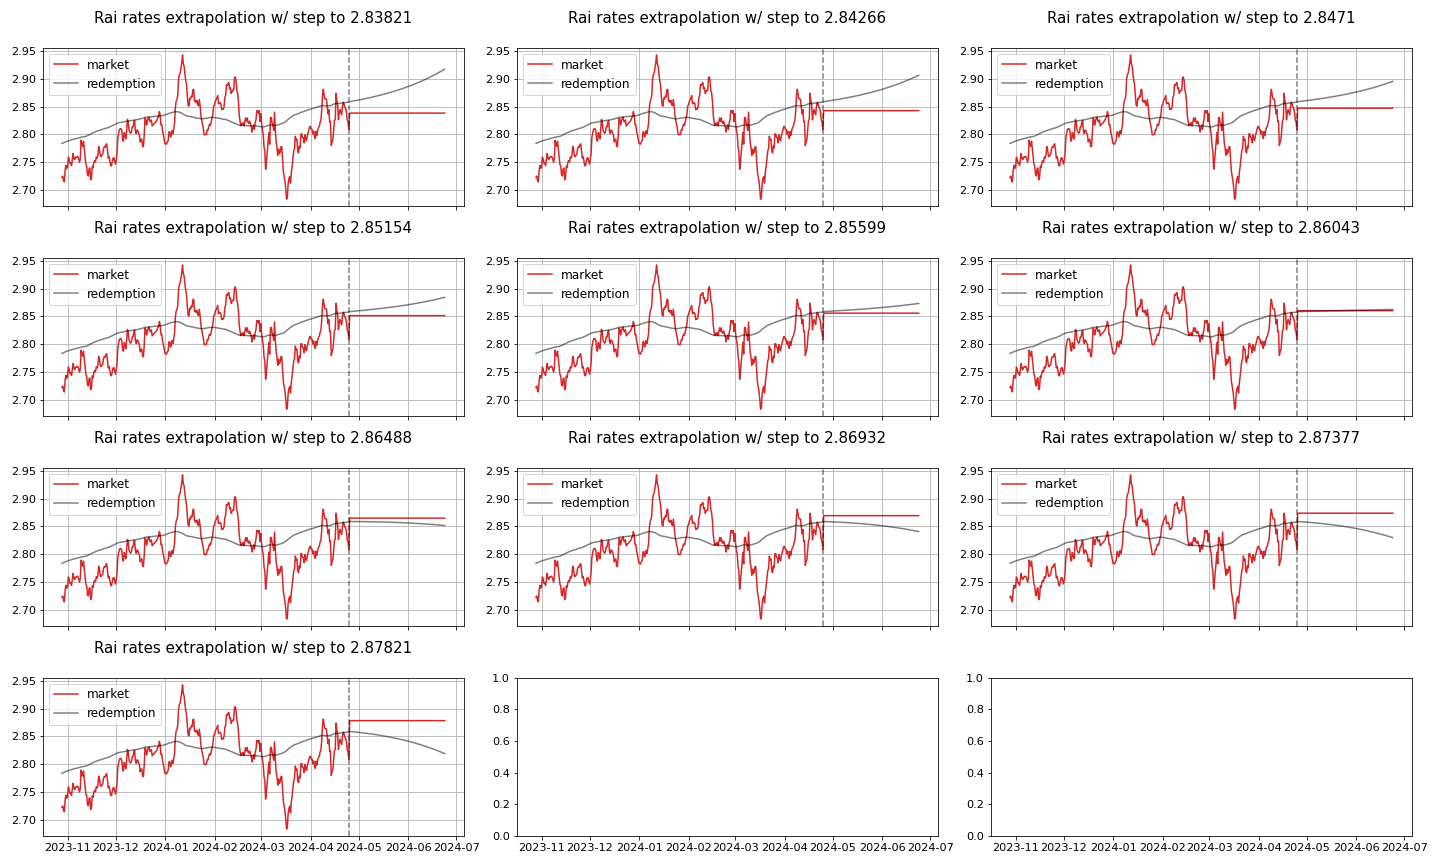 Rai rates extrapolation w/ step to 2.83821
Rai rates extrapolation w/ step to 2.84266
Rai rates extrapolation w/ step to 2.8471
2.95
2.90
2.85
2.80
2.75
2.70
market
redemption
2.95
2.90
2.85
2.80
2.75
2.70
market
redemption
2.95
2.90
2.85
2.80
2.75
2.70
market
redemption
Rai rates extrapolation w/ step to 2.85154
Rai rates extrapolation w/ step to 2.85599
Rai rates extrapolation w/ step to 2.86043
2.95
2.90
2.85
2.80
2.75
2.70
market
redemption
2.95
2.90
2.85
2.80
2.75
2.70
market
redemption
2.95
2.90
2.85
2.80
2.75
2.70
market
redemption
Rai rates extrapolation w/ step to 2.86488
Rai rates extrapolation w/ step to 2.86932
Rai rates extrapolation w/ step to 2.87377
2.95
2.90
2.85
2.80
2.75
2.70
market
redemption
2.95
2.90
2.85
2.80
2.75
2.70
market
redemption
2.95
2.90
2.85
2.80
2.75
2.70
market
redemption
Rai rates extrapolation w/ step to 2.87821
2.95
2.90
2.85
2.80
2.75
2.70
market
redemption
2023-11 2023-12 2024-01 2024-02 2024-03 2024-04 2024-05 2024-06 2024-07
1.0
0.8
0.6
0.4
0.2
0.0
2023-11 2023-12 2024-01 2024-02 2024-03 2024-04 2024-05 2024-06 2024-07
1.0
0.8
0.6
0.4
0.2
0.0
2023-11 2023-12 2024-01 2024-02 2024-03 2024-04 2024-05 2024-06 2024-07